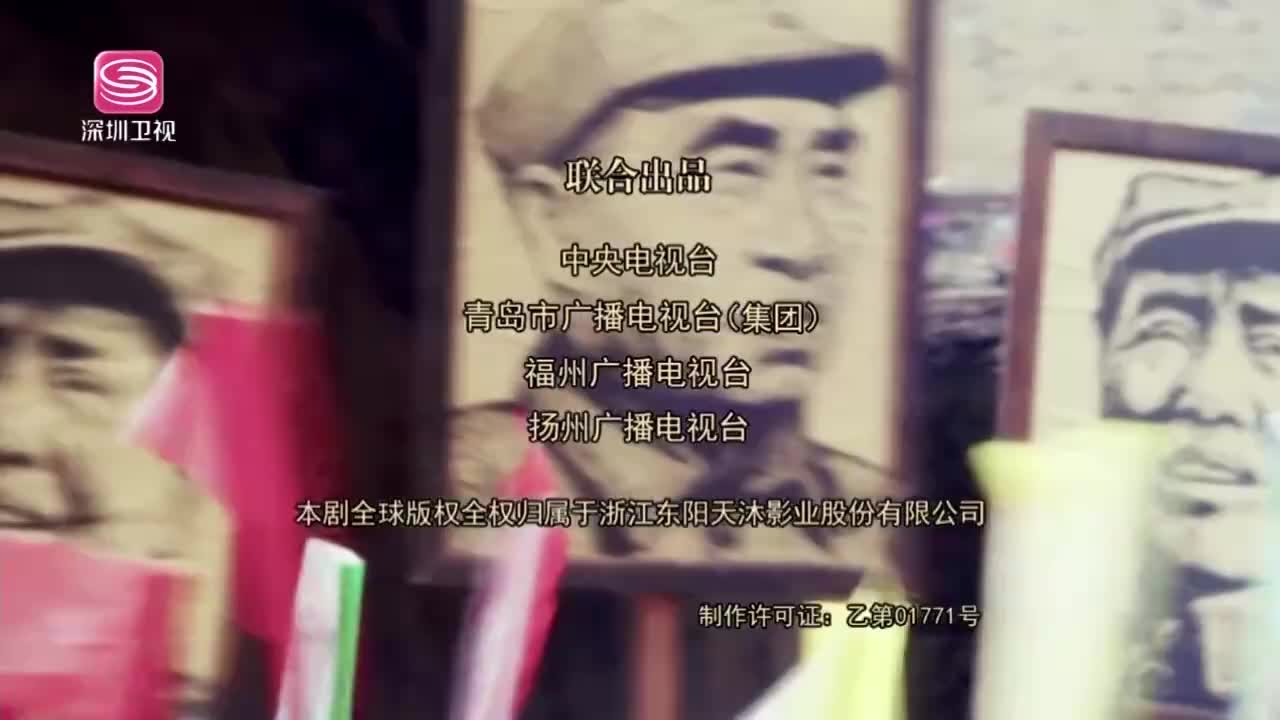 深圳卫视
联合出品
中央电视台
青岛市广播电视台(集团)
福州广播电视台
扬州广播电视台
本剧全球版权全权归属于浙江东阳天沐影业股份有限公司
制作许可证：乙第01771号